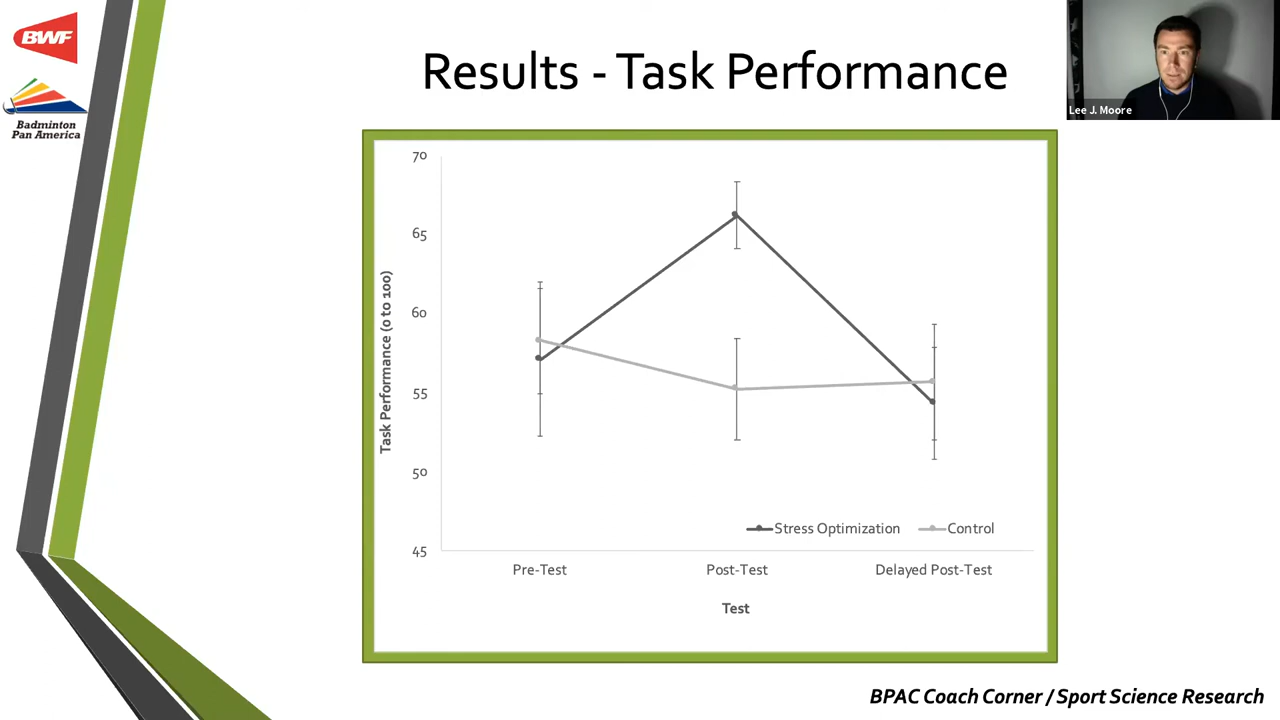 BWF
Badminton
Pan America
Results - Task Performance
Lee J. Moore
Task Performance (0 to 100)
70
65
60
55
50
45
Stress Optimization
Control
Pre-Test
Post-Test
Delayed Post-Test
Test
BPAC Coach Corner / Sport Science Research